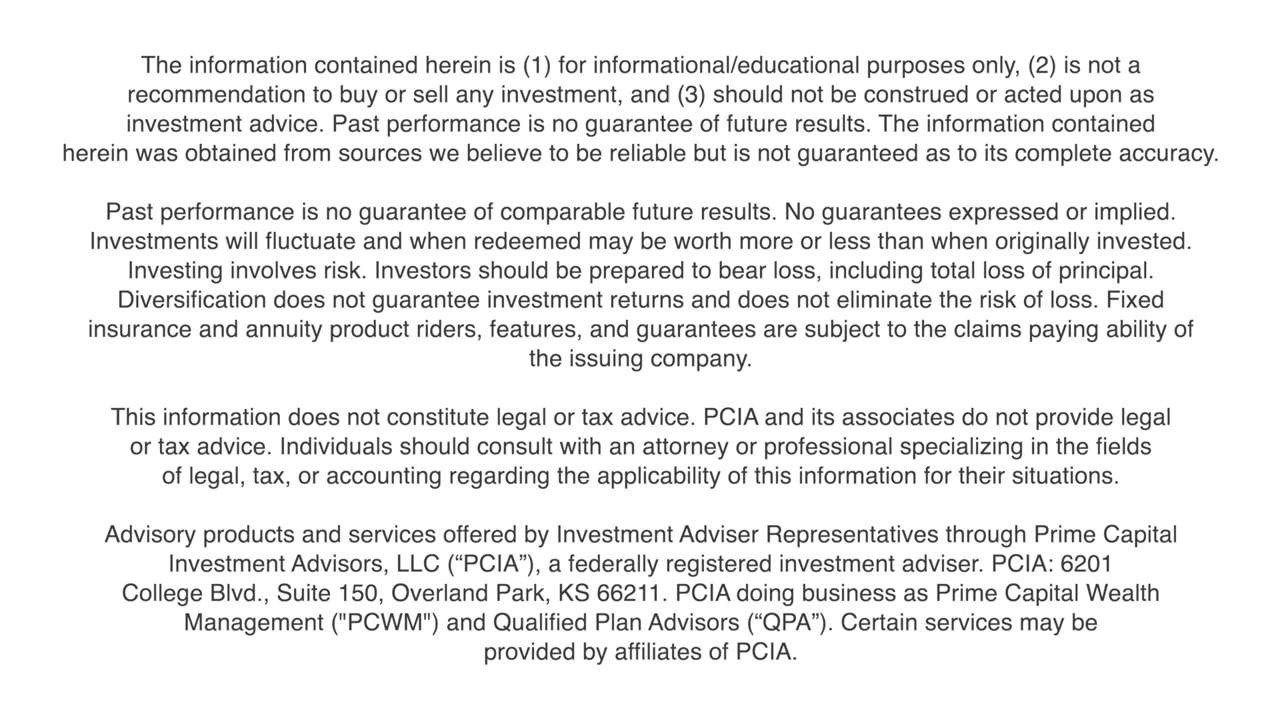 The information contained herein is (1) for informational/educational purposes only, (2) is not a
recommendation to buy or sell any investment, and (3) should not be construed or acted upon as
investment advice. Past performance is no guarantee of future results. The information contained
herein was obtained from sources we believe to be reliable but is not guaranteed as to its complete accuracy.
Past performance is no guarantee of comparable future results. No guarantees expressed or implied.
Investments will fluctuate and when redeemed may be worth more or less than when originally invested.
Investing involves risk. Investors should be prepared to bear loss, including total loss of principal.
Diversification does not guarantee investment returns and does not eliminate the risk of loss. Fixed
insurance and annuity product riders, features, and guarantees are subject to the claims paying ability of
the issuing company.
This information does not constitute legal or tax advice. PCIA and its associates do not provide legal
or tax advice. Individuals should consult with an attorney or professional specializing in the fields
of legal, tax, or accounting regarding the applicability of this information for their situations.
Advisory products and services offered by Investment Adviser Representatives through Prime Capital
Investment Advisors, LLC (“PCIA”), a federally registered investment adviser. PCIA: 6201
College Blvd., Suite 150, Overland Park, KS 66211. PCIA doing business as Prime Capital Wealth
Management ("PCWM") and Qualified Plan Advisors (“QPA”). Certain services may be
provided by affiliates of PCIA.